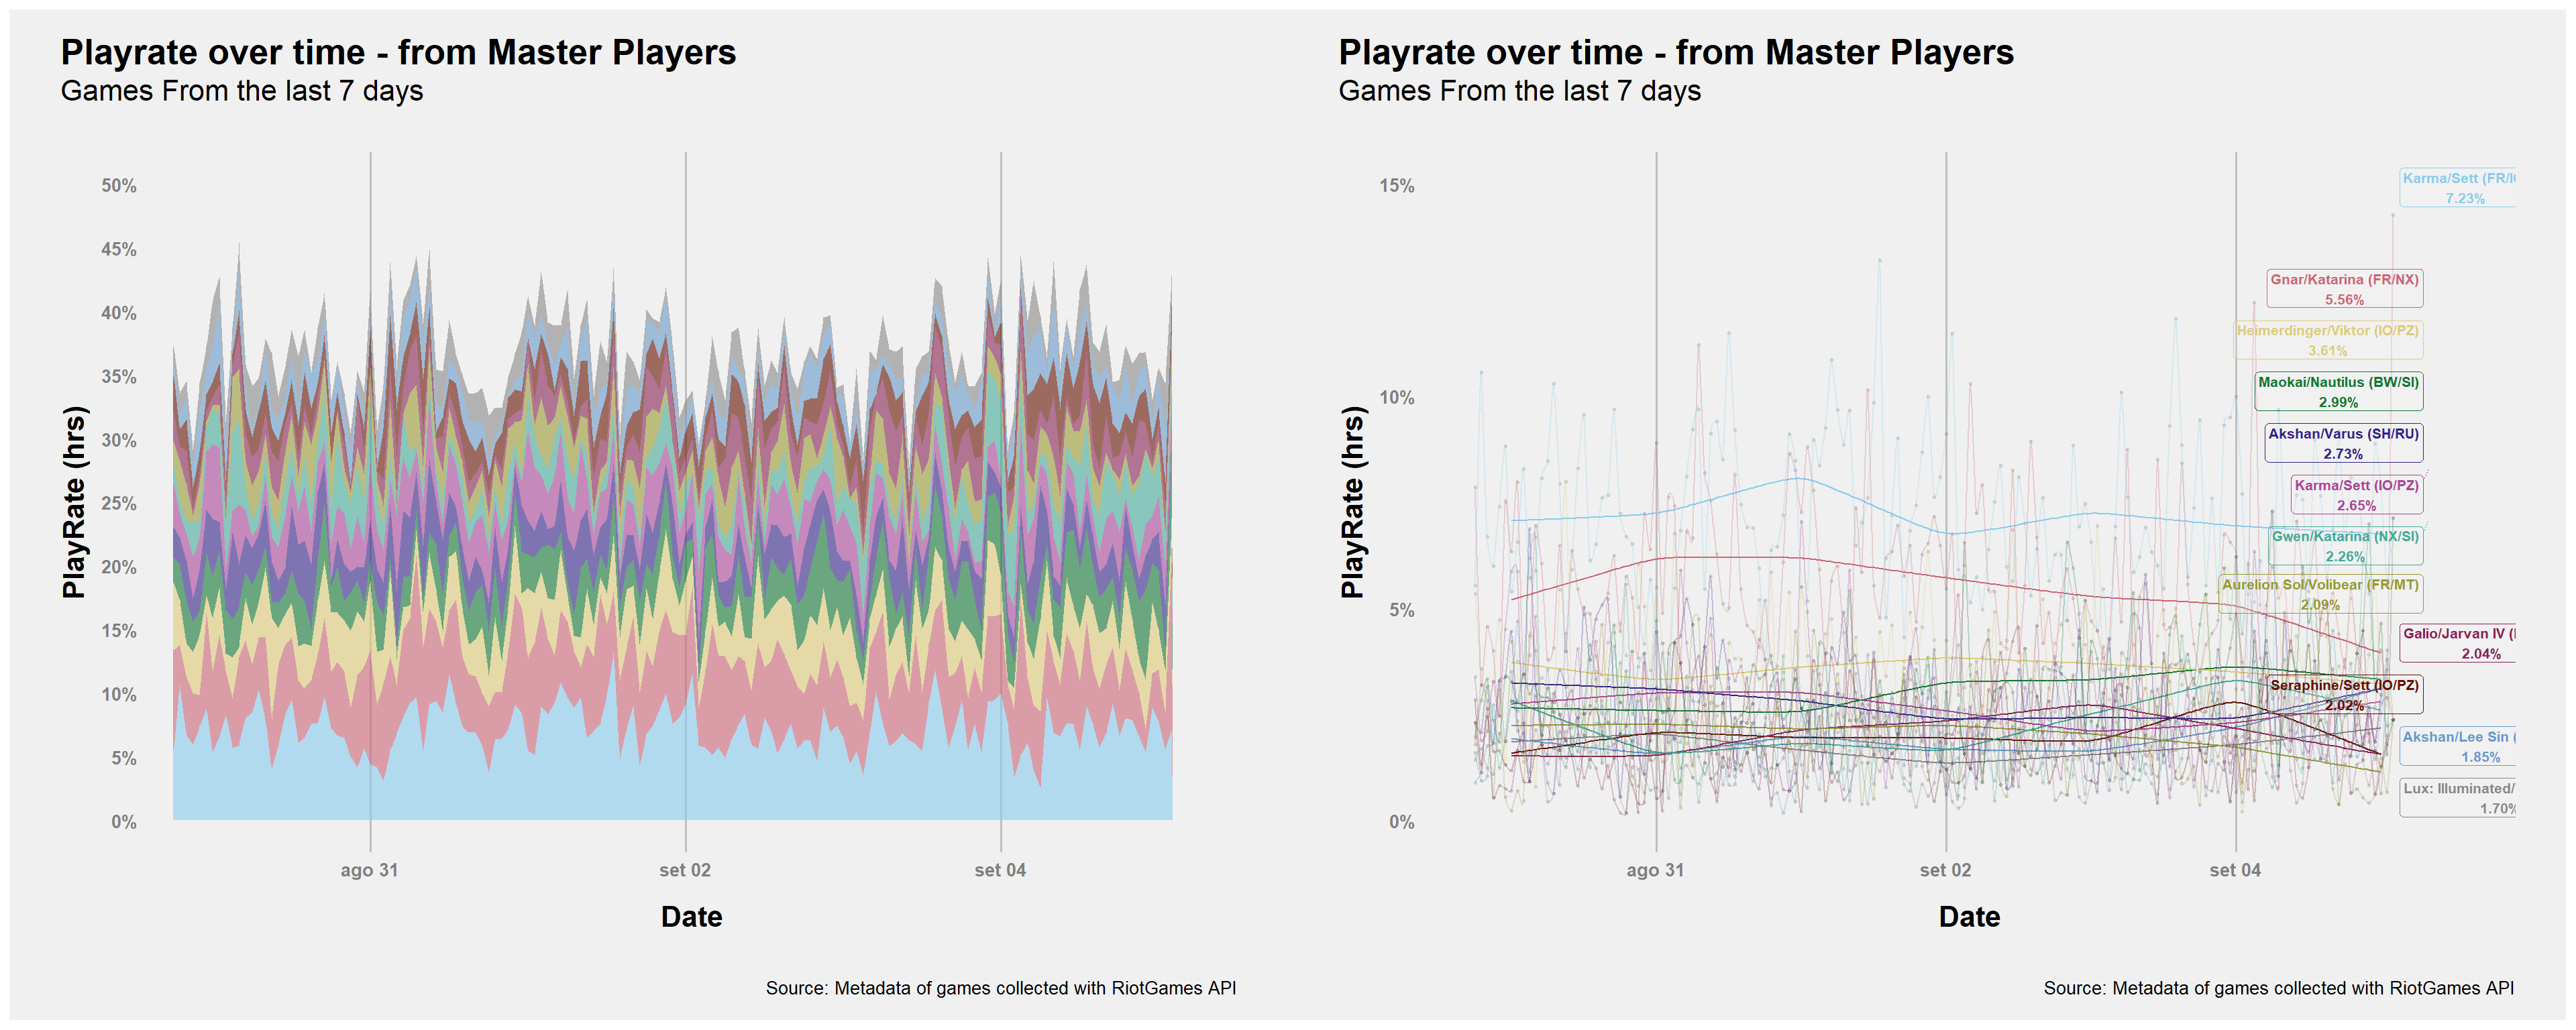 Playrate over time - from Master Players
Games From the last 7 days
50%
45%
40%
35%
30%
25%
20%
15%
10%
5%
0%
PlayRate (hrs)
ago 31
set 02
set 04
Date
Source: Metadata of games collected with RiotGames API
Playrate over time - from Master Players
Games From the last 7 days
15%
10%
5%
0%
PlayRate (hrs)
Karma/Sett (FR/I
7.23%
Gnar/Katarina (FR/NX)
5.56%
Heimerdinger/Viktor (IO/PZ)
3.61%
Maokai/Nautilus (BW/SI)
2.99%
Akshan/Varus (SH/RU)
2.73%
Karma/Sett (IO/PZ)
2.65%
Gwen/Katarina (NX/SI)
2.26%
Aurelion Sol/Volibear (FR/MT)
2.09%
Galio/Jarvan IV (
2.04%
Seraphine/Sett (IO/PZ)
2.02%
Akshan/Lee Sin (
1.85%
Lux: Illuminated/
1.70%
ago 31
set 02
set 04
Date
Source: Metadata of games collected with RiotGames API